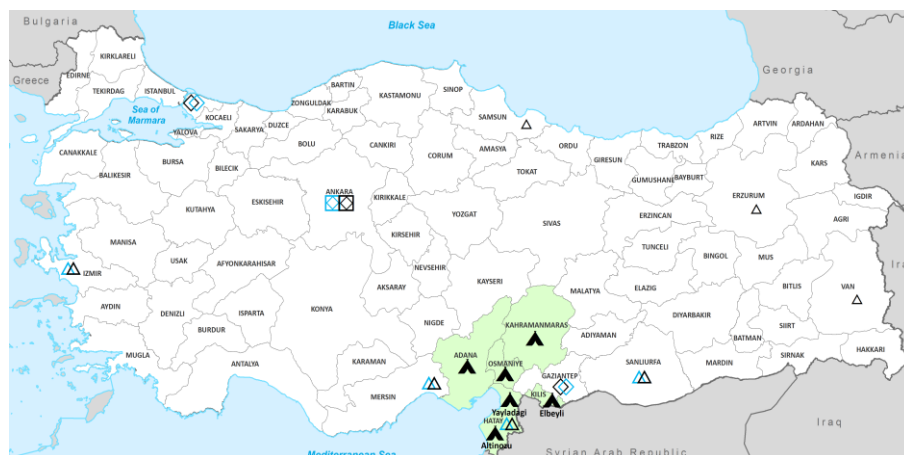 Bulgaria
Black Sea
KIRKLARELI
EDIRNE
Greece
TEKIRDAG
ISTANBUL
Georgia
Sea of
Marmara
KOCAELI
YALOVA
SAKARYA
DUZCE
ZONGULDAK
BARTIN
KARABUK
KASTAMONU
SINOP
SAMSUN
ARTVIN
ARDAHAN
RIZE
TRABZON
ORDU
GIRESUN
CANAKKALE
BALIKESIR
BURSA
BILECIK
BOLU
CANKIRI
CORUM
AMASYA
TOKAT
GUMUSHANE
BAYBURT
KARS
Armenia
ERZURUM
IGDIR
AGRI
KUTAHYA
ESKISEHIR
ANKARA
KIRIKKALE
YOZGAT
SIVAS
ERZINCAN
KIRSEHIR
TUNCELI
BINGOL
MUS
MANISA
IZMIR
USAK
AFYONKARAHISAR
NEVSEHIR
AKSARAY
KAYSERI
MALATYA
ELAZIG
BITLIS
VAN
AYDIN
DENIZLI
ISPARTA
BURDUR
KONYA
NIGDE
KAHRAMANMARAS
ADIYAMAN
DIYARBAKIR
BATMAN
SIIRT
HAKKARI
SIRNAK
MARDIN
SANLIURFA
MUGLA
ANTALYA
KARAMAN
MERSIN
ADANA
OSMANIYE
GAZIANTEP
KILIS
Elbeyli
Yayladagi
HATAY
Altinozu
Iraq
Mediterranean Sea
Syrian Arab Republic